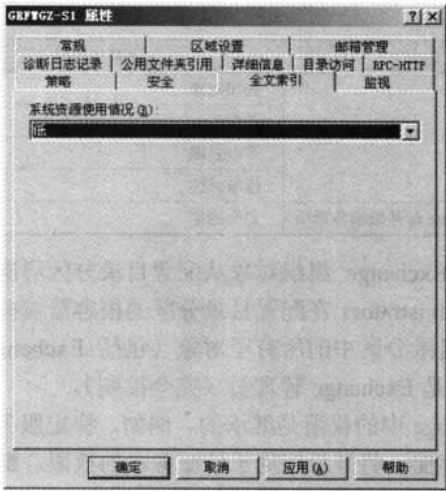 GRFWGZ-S1 属性
常规 区域设置 邮箱管理
诊断日志记录 公用文件夹引用 详细信息 目录访问 RPC-HTTP
策略 安全 全文索引 监视
系统资源使用情况(R):
低
确定 取消 应用(A) 帮助